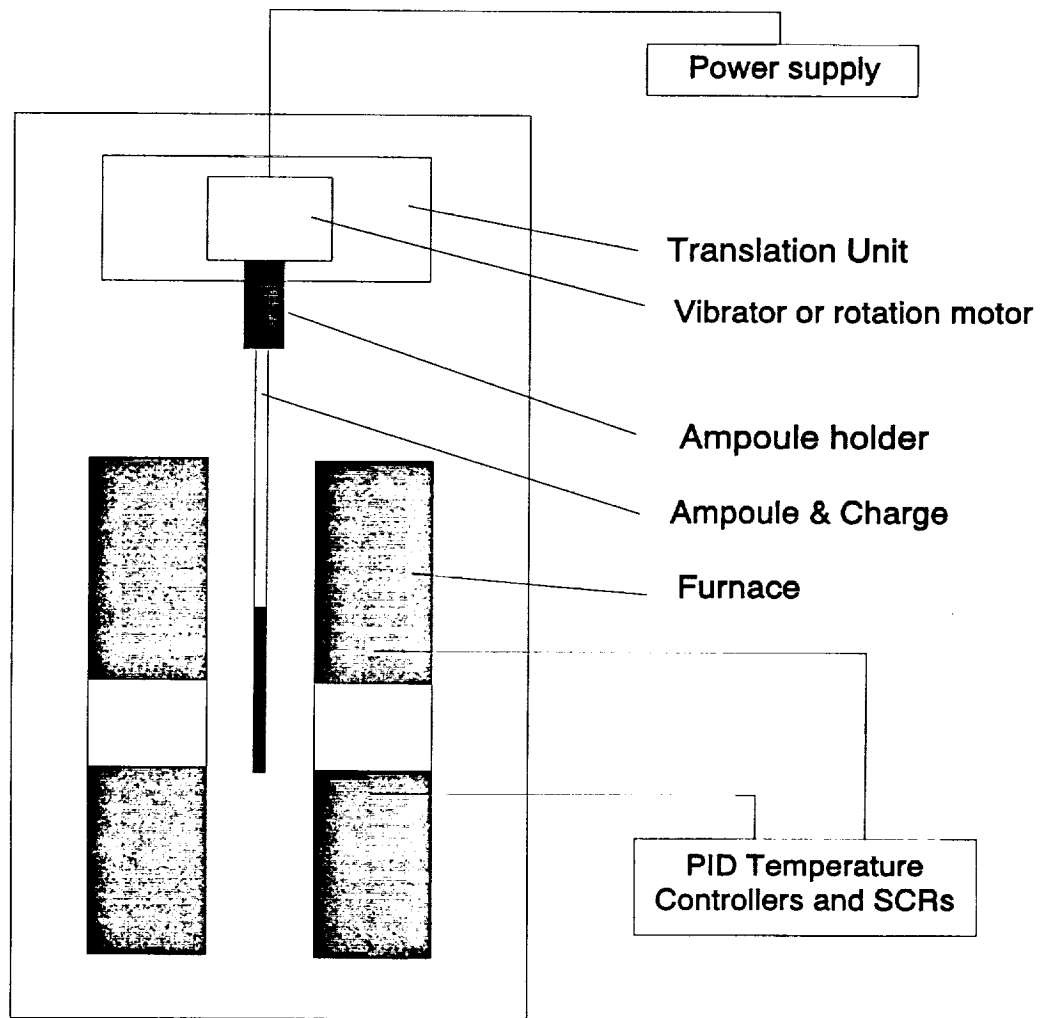 Power supply
Translation Unit
Vibrator or rotation motor
Ampoule holder
Ampoule & Charge
Furnace
PID Temperature
Controllers and SCRs